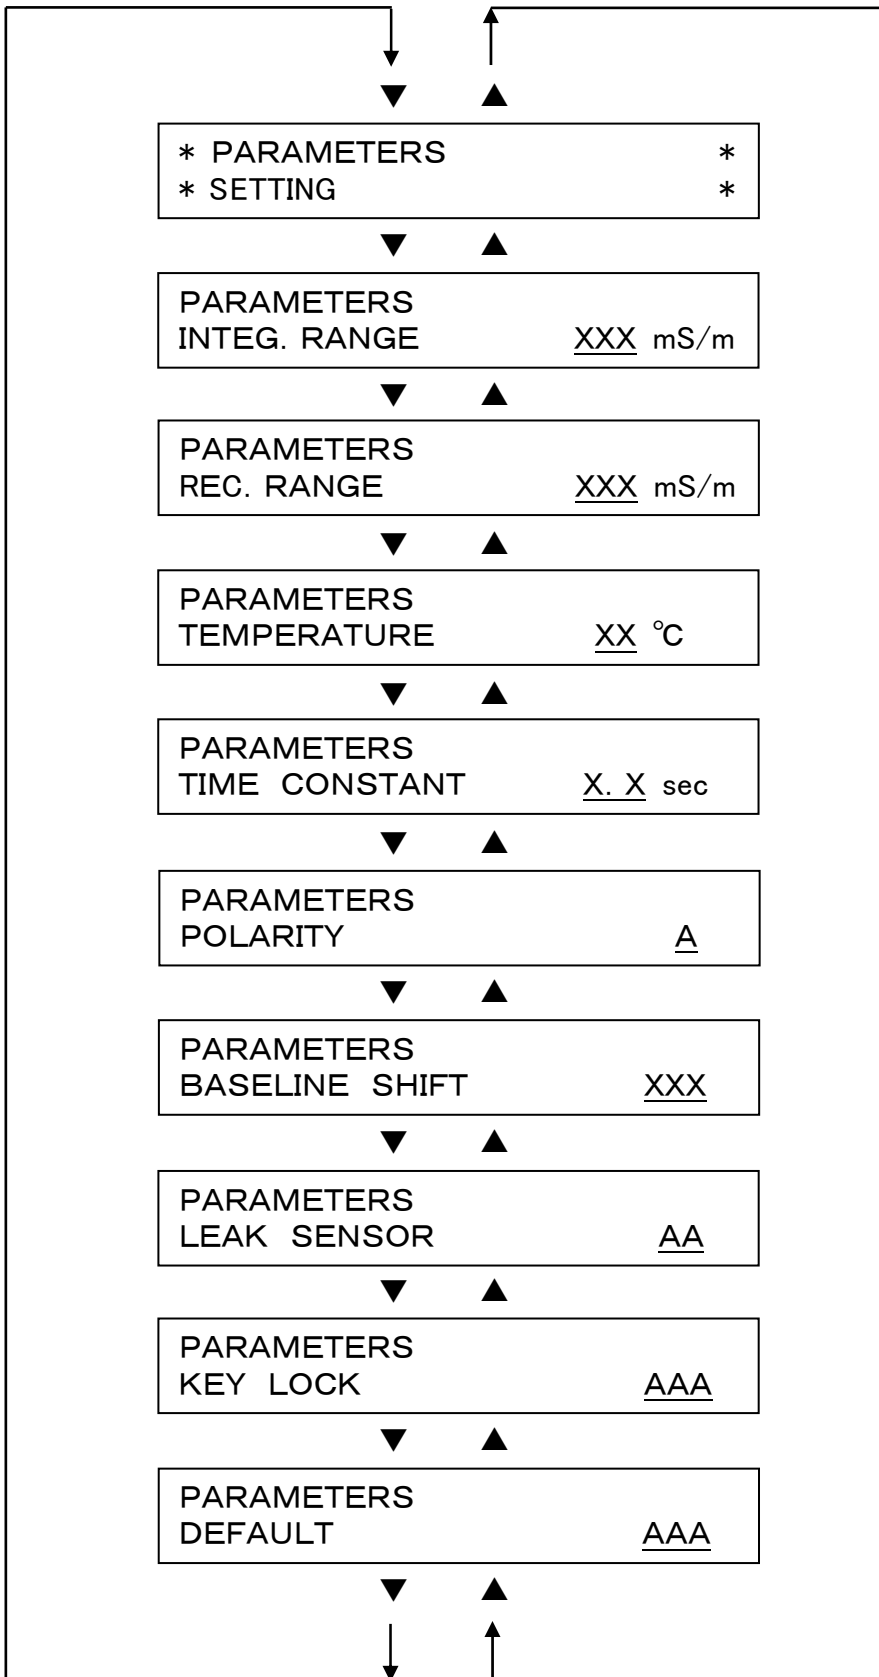 ▼ ▲
* PARAMETERS *
* SETTING *
▼ ▲
PARAMETERS
INTEG. RANGE XXX mS/m
▼ ▲
PARAMETERS
REC. RANGE XXX mS/m
▼ ▲
PARAMETERS
TEMPERATURE XX ℃
▼ ▲
PARAMETERS
TIME CONSTANT X. X sec
▼ ▲
PARAMETERS
POLARITY A
▼ ▲
PARAMETERS
BASELINE SHIFT XXX
▼ ▲
PARAMETERS
LEAK SENSOR AA
▼ ▲
PARAMETERS
KEY LOCK AAA
▼ ▲
PARAMETERS
DEFAULT AAA
▼ ▲